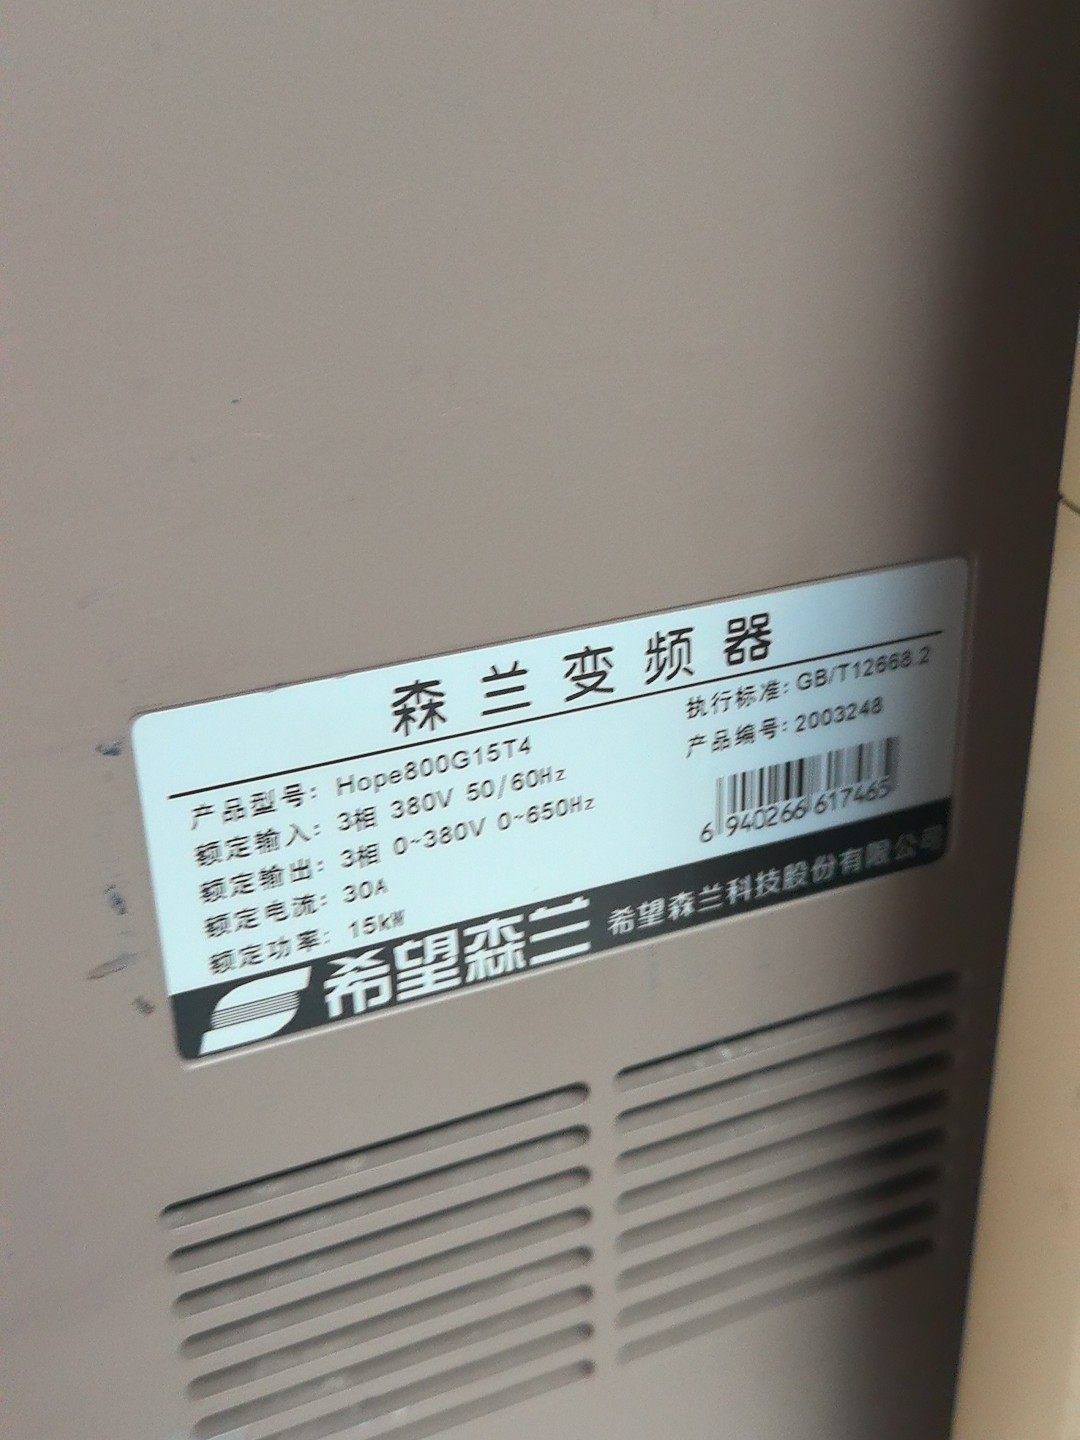 森兰变频器
产品型号: Hope800G15T4
额定输入: 3相 380V 50/60Hz
额定输出: 3相 0~380V 0~650Hz
额定电流: 30A
额定功率: 15kW
执行标准: GB/T12668.2
产品编号: 2003248
6 940266 617465
希望森兰
希望森兰科技股份有限公司